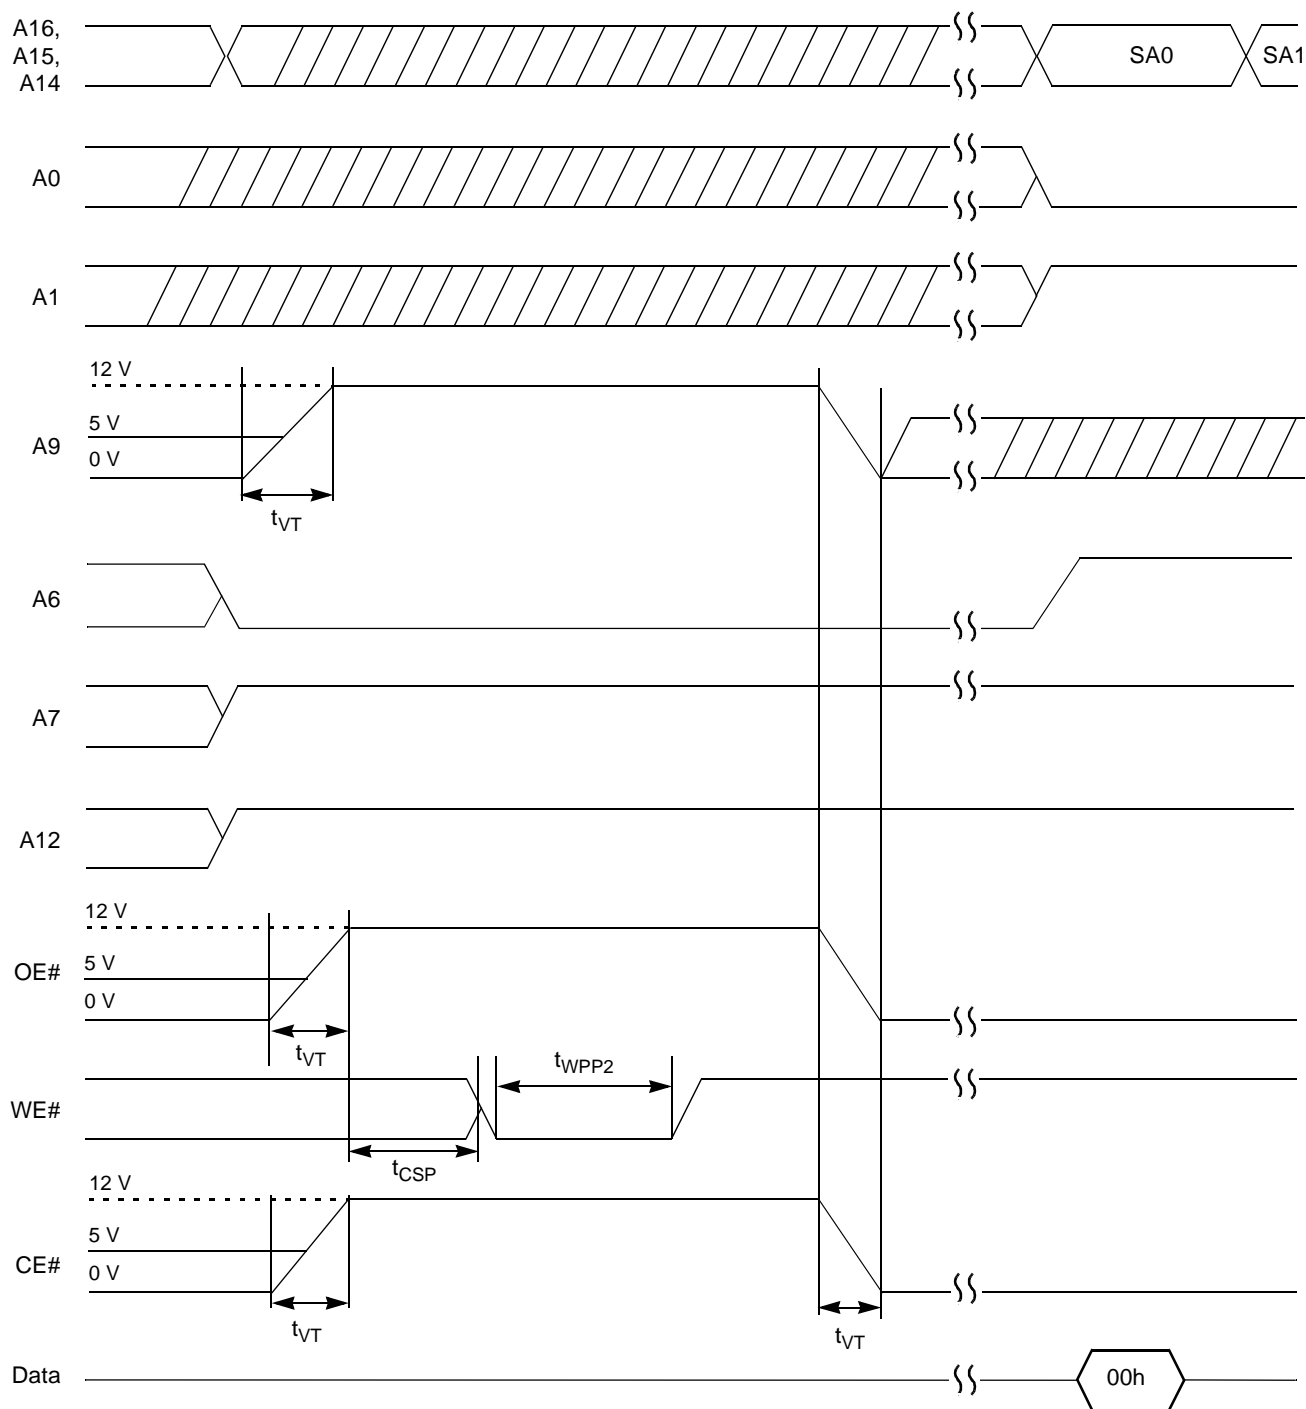 A16,
A15,
A14
SA0
SA1
A0
A1
12 V
5 V
A9
0 V
tVT
A6
A7
A12
12 V
5 V
OE#
0 V
tVT
tWPP2
WE#
tCSP
12 V
5 V
CE#
0 V
tVT
tVT
Data
00h